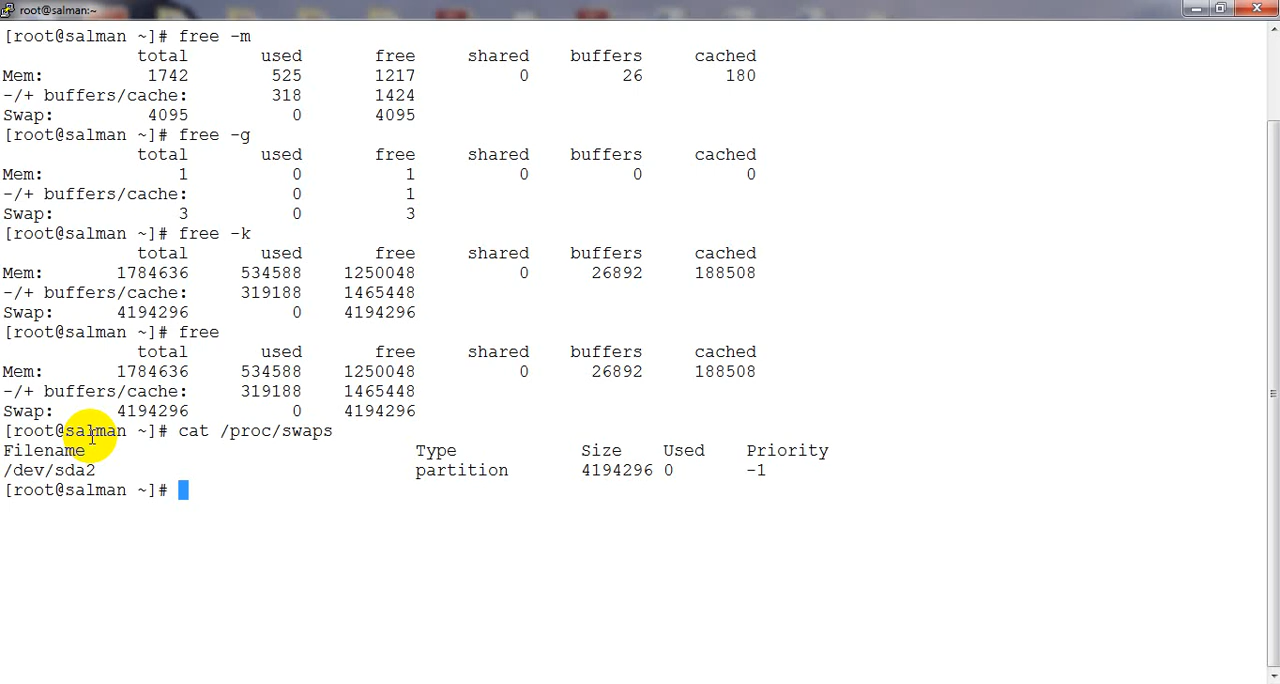 root@salman:~
[root@salman ~]# free -m
total used free shared buffers cached
Mem: 1742 525 1217 0 26 180
-/+ buffers/cache: 318 1424
Swap: 4095 0 4095
[root@salman ~]# free -g
total used free shared buffers cached
Mem: 1 0 1 0 0 0
-/+ buffers/cache: 0 1
Swap: 3 0 3
[root@salman ~]# free -k
total used free shared buffers cached
Mem: 1784636 534588 1250048 0 26892 188508
-/+ buffers/cache: 319188 1465448
Swap: 4194296 0 4194296
[root@salman ~]# free
total used free shared buffers cached
Mem: 1784636 534588 1250048 0 26892 188508
-/+ buffers/cache: 319188 1465448
Swap: 4194296 0 4194296
[root@salman ~]# cat /proc/swaps
Filename Type Size Used Priority
/dev/sda2 partition 4194296 0 -1
[root@salman ~]#